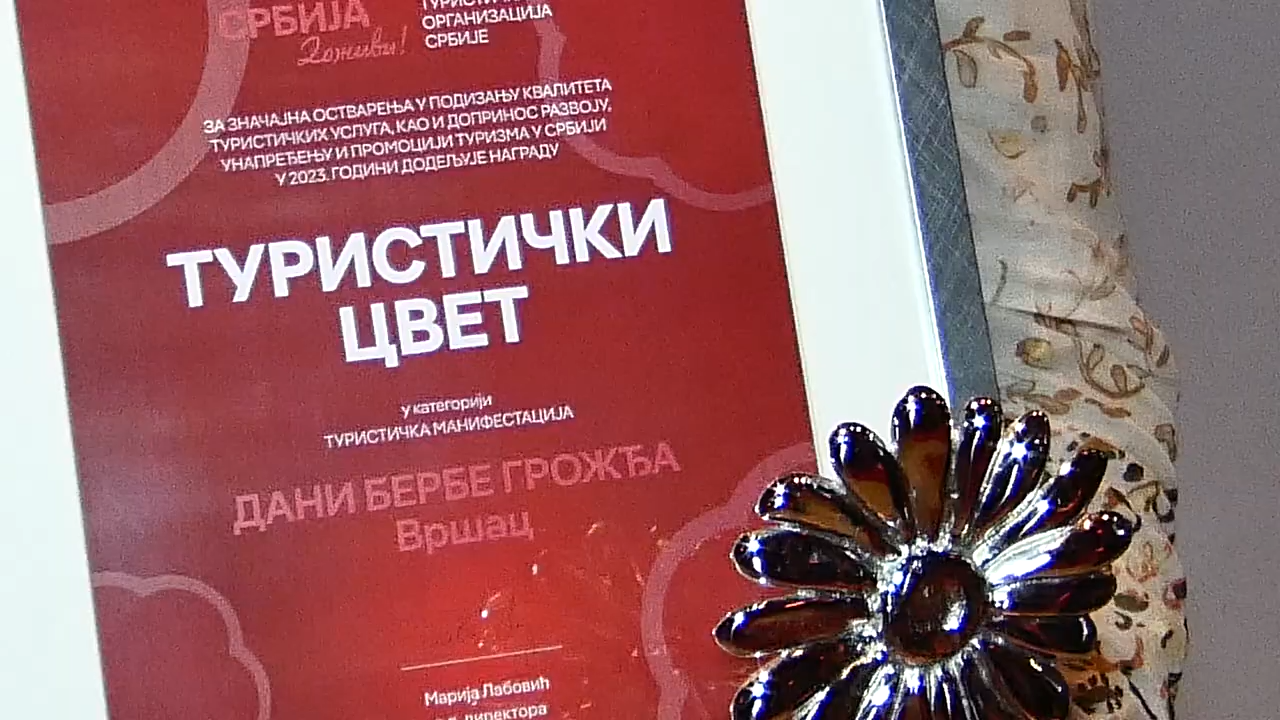 СРБИЈА
Доживи!
ОРГАНИЗАЦИЈА
СРБИЈЕ
ЗА ЗНАЧАЈНА ОСТВАРЕЊА У ПОДИЗАЊУ КВАЛИТЕТА
ТУРИСТИЧКИХ УСЛУГА, КАО И ДОПРИНОС РАЗВОЈУ,
УНАПРЕЂЕЊУ И ПРОМОЦИЈИ ТУРИЗМА У СРБИЈИ
У 2023. ГОДИНИ ДОДЕЉУЈЕ НАГРАДУ
ТУРИСТИЧКИ
ЦВЕТ
у категорији
ТУРИСТИЧКА МАНИФЕСТАЦИЈА
ДАНИ БЕРБЕ ГРОЖЂА
Вршац
Марија Лабовић
директора